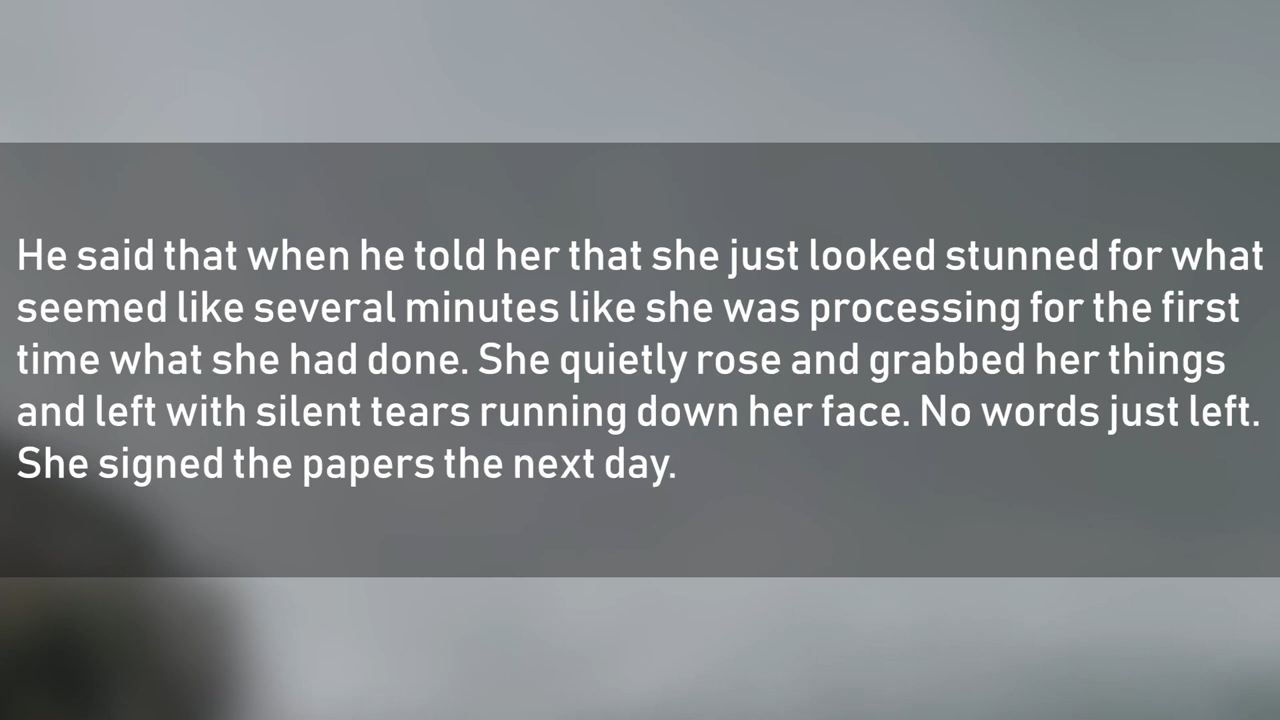 He said that when he told her that she just looked stunned for what
seemed like several minutes like she was processing for the first
time what she had done. She quietly rose and grabbed her things
and left with silent tears running down her face. No words just left.
She signed the papers the next day.